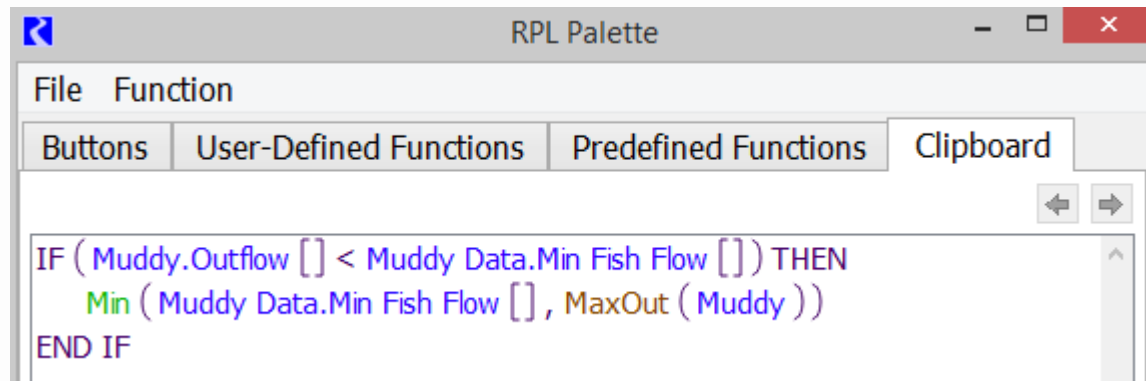 RPL Palette
File Function
Buttons User-Defined Functions Predefined Functions Clipboard
IF ( Muddy.Outflow [] < Muddy Data.Min Fish Flow [] ) THEN
Min ( Muddy Data.Min Fish Flow [] , MaxOut ( Muddy ) )
END IF